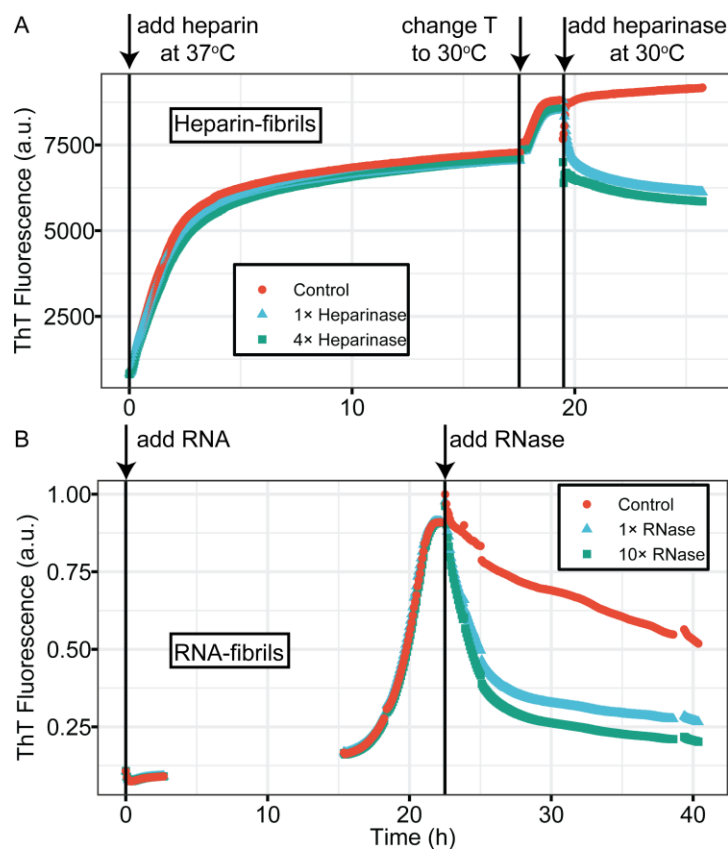 A
add heparin
at 37°C
change T
to 30°C
add heparinase
at 30°C
ThT Fluorescence (a.u.)
7500
5000
2500
Heparin-fibrils
Control
1× Heparinase
4× Heparinase
0
10
20
B
add RNA
add RNase
ThT Fluorescence (a.u.)
1.00
0.75
0.50
0.25
RNA-fibrils
Control
1× RNase
10× RNase
0
10
20
30
40
Time (h)